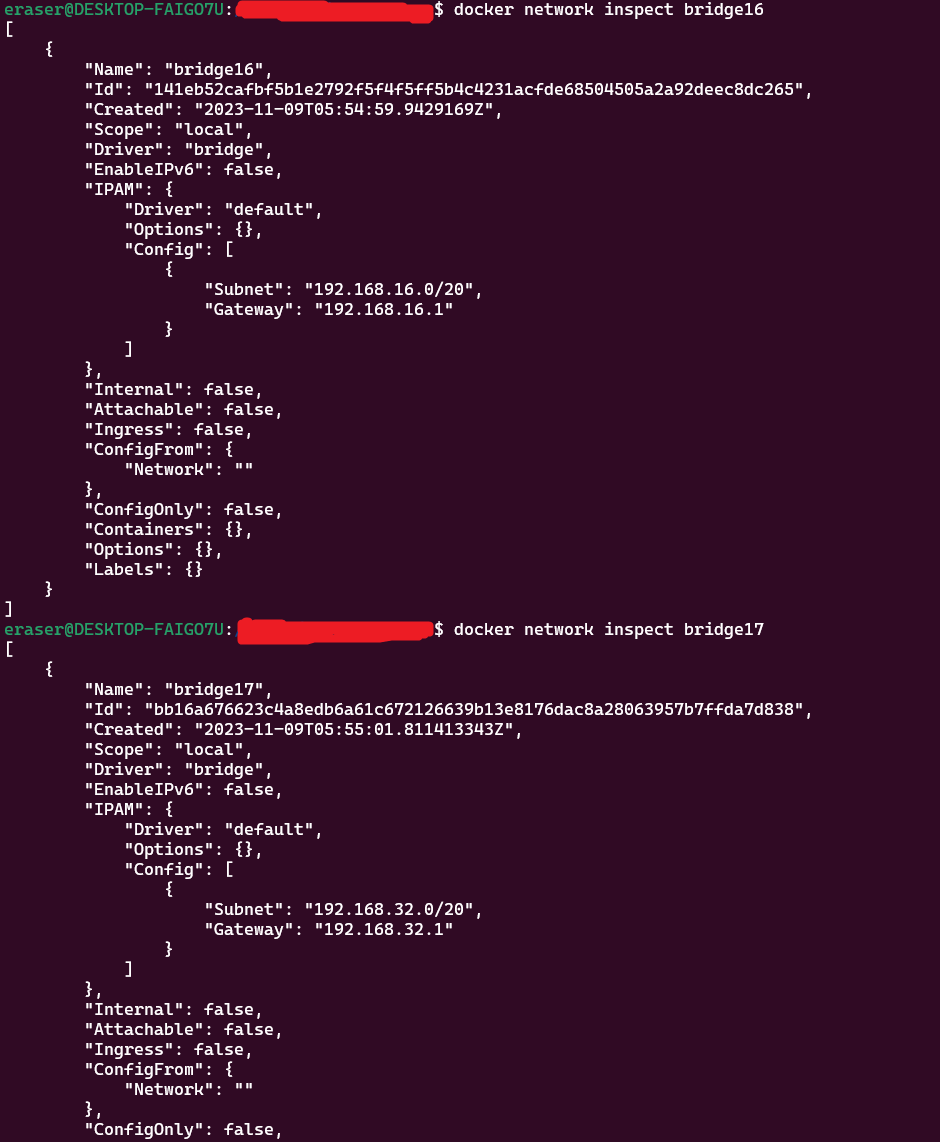 eraser@DESKTOP-FAIGO7U:$ docker network inspect bridge16
[
    {
        "Name": "bridge16",
        "Id": "141eb52cafbf5b1e2792f5f4f5ff5b4c4231acfde68504505a2a92deec8dc265",
        "Created": "2023-11-09T05:54:59.9429169Z",
        "Scope": "local",
        "Driver": "bridge",
        "EnableIPv6": false,
        "IPAM": {
            "Driver": "default",
            "Options": {},
            "Config": [
                {
                    "Subnet": "192.168.16.0/20",
                    "Gateway": "192.168.16.1"
                }
            ]
        },
        "Internal": false,
        "Attachable": false,
        "Ingress": false,
        "ConfigFrom": {
            "Network": ""
        },
        "ConfigOnly": false,
        "Containers": {},
        "Options": {},
        "Labels": {}
    }
]
eraser@DESKTOP-FAIGO7U:$ docker network inspect bridge17
[
    {
        "Name": "bridge17",
        "Id": "bb16a676623c4a8edb6a61c672126639b13e8176dac8a28063957b7ffda7d838",
        "Created": "2023-11-09T05:55:01.811413343Z",
        "Scope": "local",
        "Driver": "bridge",
        "EnableIPv6": false,
        "IPAM": {
            "Driver": "default",
            "Options": {},
            "Config": [
                {
                    "Subnet": "192.168.32.0/20",
                    "Gateway": "192.168.32.1"
                }
            ]
        },
        "Internal": false,
        "Attachable": false,
        "Ingress": false,
        "ConfigFrom": {
            "Network": ""
        },
        "ConfigOnly": false,